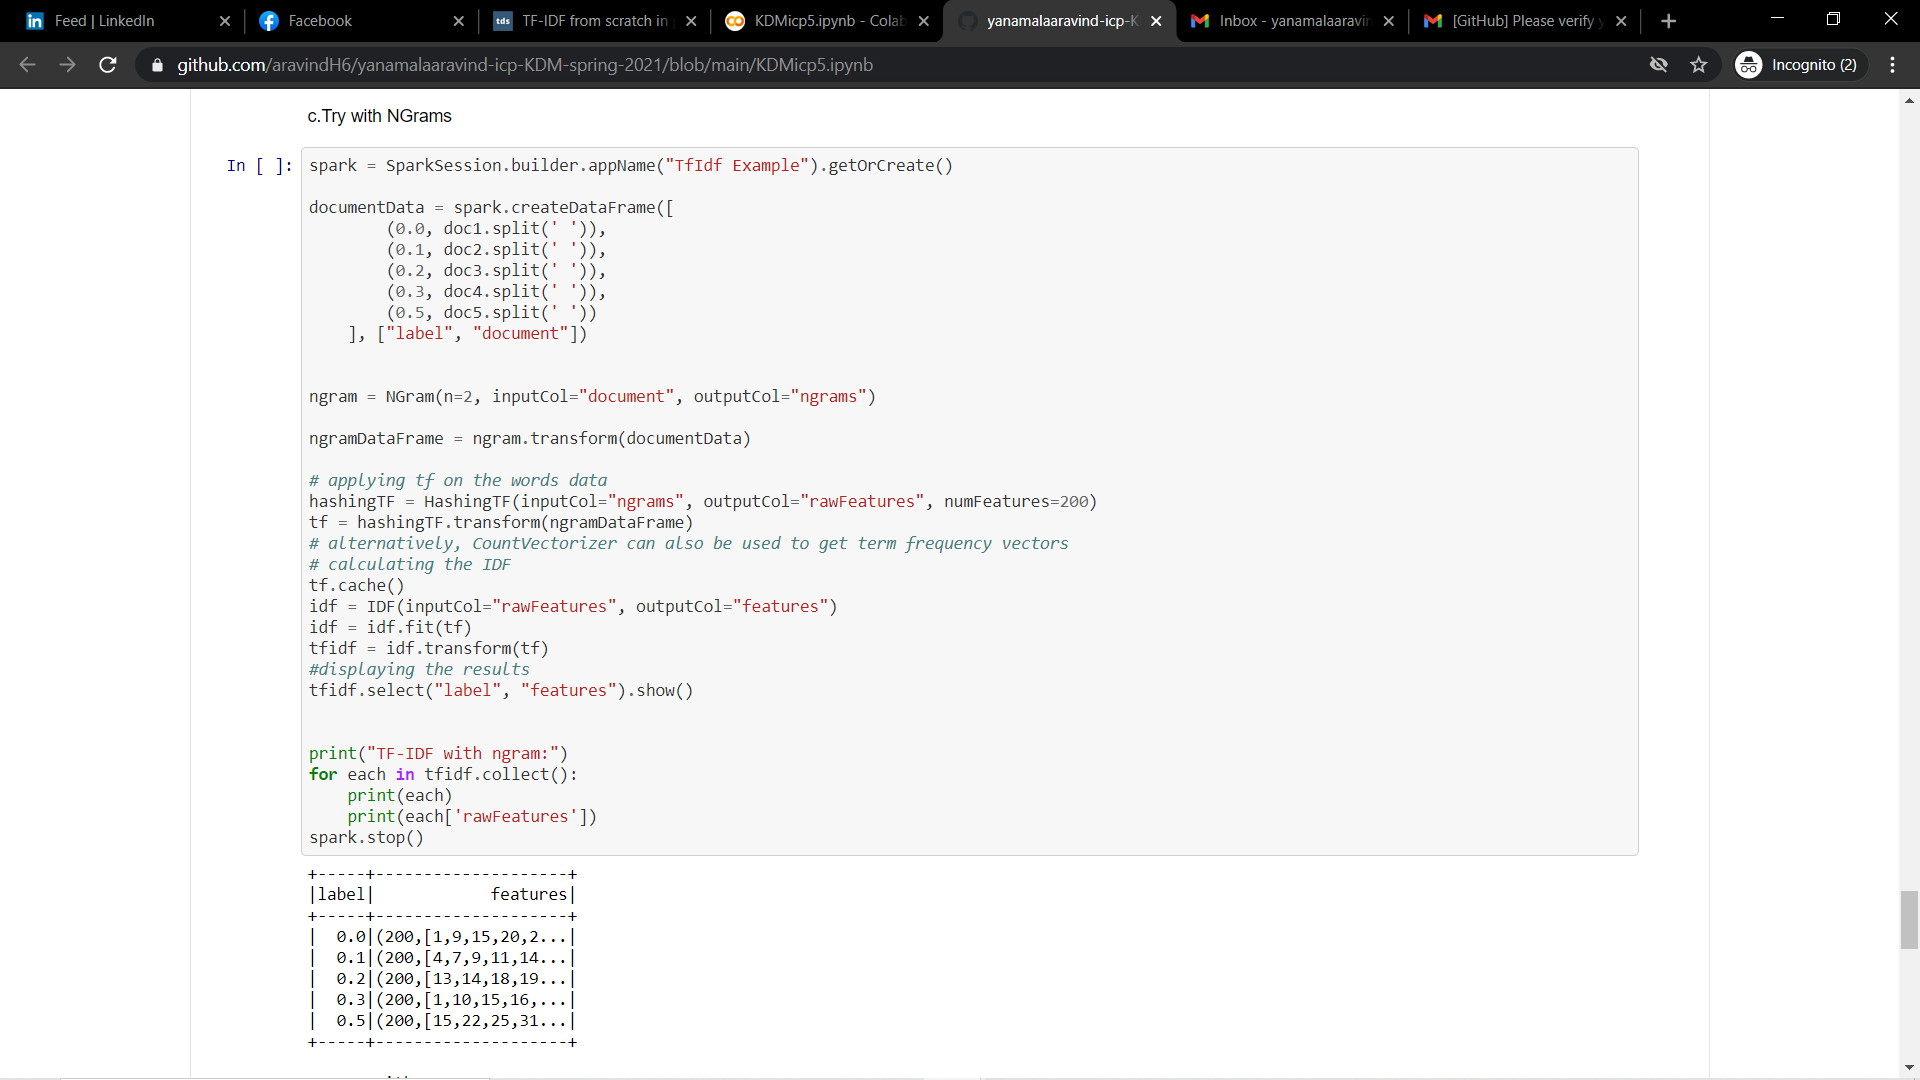 Feed | LinkedIn
Facebook
tds TF-IDF from scratch in
KDMicp5.ipynb - Colab
yanamalaaravind-icp-K
Inbox - yanamalaaravin
[GitHub] Please verify y
github.com/aravindH6/yanamalaaravind-icp-KDM-spring-2021/blob/main/KDMicp5.ipynb
Incognito (2)
c.Try with NGrams
In [ ]:
spark = SparkSession.builder.appName("TfIdf Example").getOrCreate()
documentData = spark.createDataFrame([
        (0.0, doc1.split(' ')),
        (0.1, doc2.split(' ')),
        (0.2, doc3.split(' ')),
        (0.3, doc4.split(' ')),
        (0.5, doc5.split(' '))
    ], ["label", "document"])
ngram = NGram(n=2, inputCol="document", outputCol="ngrams")
ngramDataFrame = ngram.transform(documentData)
# applying tf on the words data
hashingTF = HashingTF(inputCol="ngrams", outputCol="rawFeatures", numFeatures=200)
tf = hashingTF.transform(ngramDataFrame)
# alternatively, CountVectorizer can also be used to get term frequency vectors
# calculating the IDF
tf.cache()
idf = IDF(inputCol="rawFeatures", outputCol="features")
idf = idf.fit(tf)
tfidf = idf.transform(tf)
#displaying the results
tfidf.select("label", "features").show()
print("TF-IDF with ngram:")
for each in tfidf.collect():
    print(each)
    print(each['rawFeatures'])
spark.stop()
+-----+--------------------+
|label|            features|
+-----+--------------------+
|  0.0|(200,[1,9,15,20,2...|
|  0.1|(200,[4,7,9,11,14...|
|  0.2|(200,[13,14,18,19...|
|  0.3|(200,[1,10,15,16,...|
|  0.5|(200,[15,22,25,31...|
+-----+--------------------+